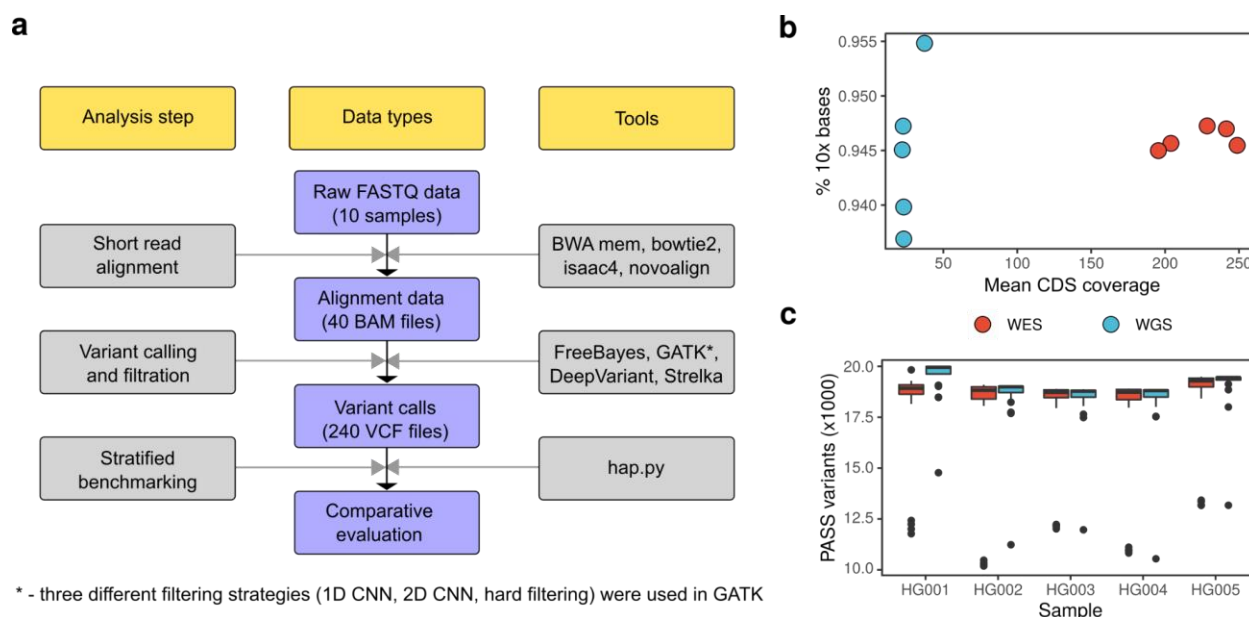 a
Analysis step
Data types
Tools
Raw FASTQ data
(10 samples)
Short read
alignment
BWA mem, bowtie2,
isaac4, novoalign
Alignment data
(40 BAM files)
Variant calling
and filtration
FreeBayes, GATK*,
DeepVariant, Strelka
Variant calls
(240 VCF files)
Stratified
benchmarking
hap.py
Comparative
evaluation
* - three different filtering strategies (1D CNN, 2D CNN, hard filtering) were used in GATK
b
% 10x bases
0.955
0.950
0.945
0.940
50
100
150
200
250
Mean CDS coverage
WES
WGS
c
PASS variants (x1000)
20.0
17.5
15.0
12.5
10.0
HG001
HG002
HG003
HG004
HG005
Sample